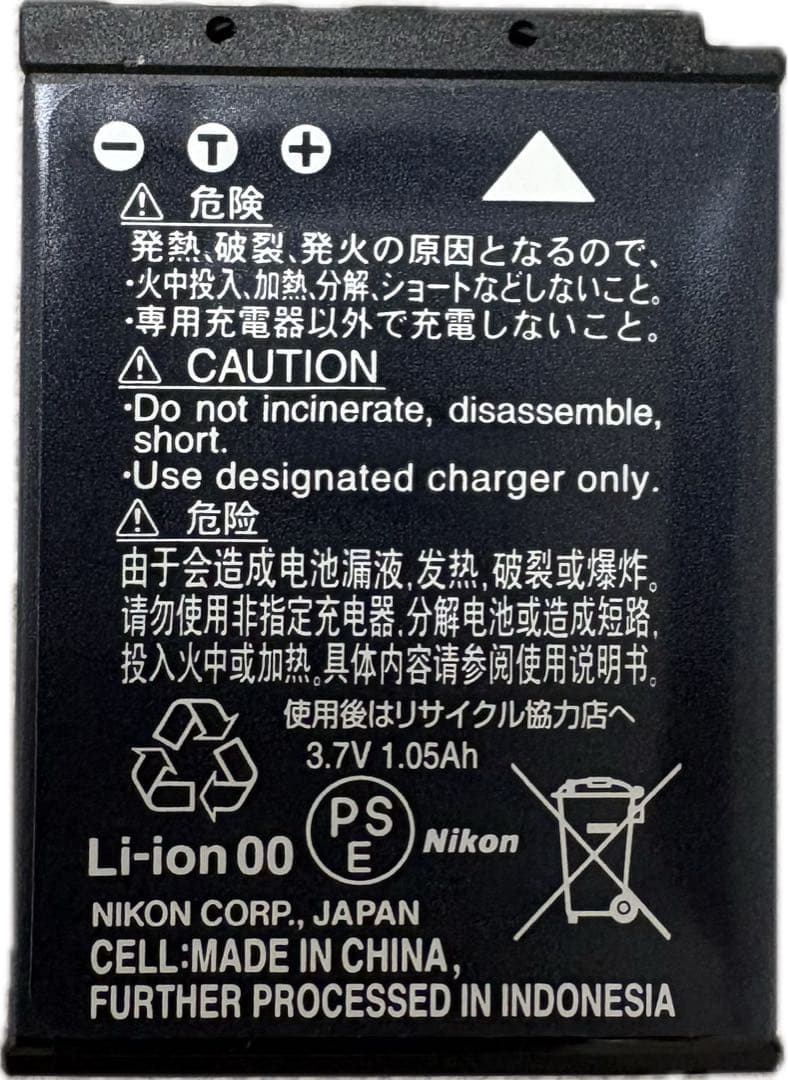 − T +
⚠ 危険
発熱、破裂、発火の原因となるので、
・火中投入、加熱、分解、ショートなどしないこと。
・専用充電器以外で充電しないこと。
⚠ CAUTION
・Do not incinerate, disassemble,
short.
・Use designated charger only.
⚠ 危险
由于会造成电池漏液,发热,破裂或爆炸。
请勿使用非指定充电器,分解电池或造成短路,
投入火中或加热。具体内容请参阅使用说明书。
使用後はリサイクル協力店へ
3.7V 1.05Ah
PS
E
Li-ion 00
Nikon
NIKON CORP., JAPAN
CELL:MADE IN CHINA,
FURTHER PROCESSED IN INDONESIA